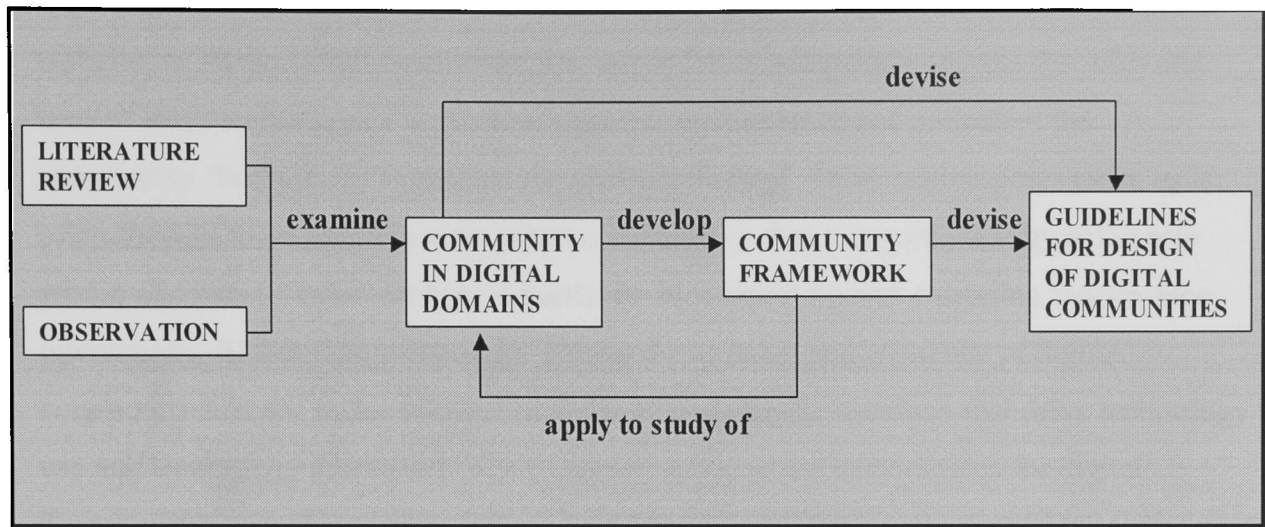 devise
LITERATURE
REVIEW
examine
COMMUNITY
IN DIGITAL
DOMAINS
develop
COMMUNITY
FRAMEWORK
devise
GUIDELINES
FOR DESIGN
OF DIGITAL
COMMUNITIES
OBSERVATION
apply to study of